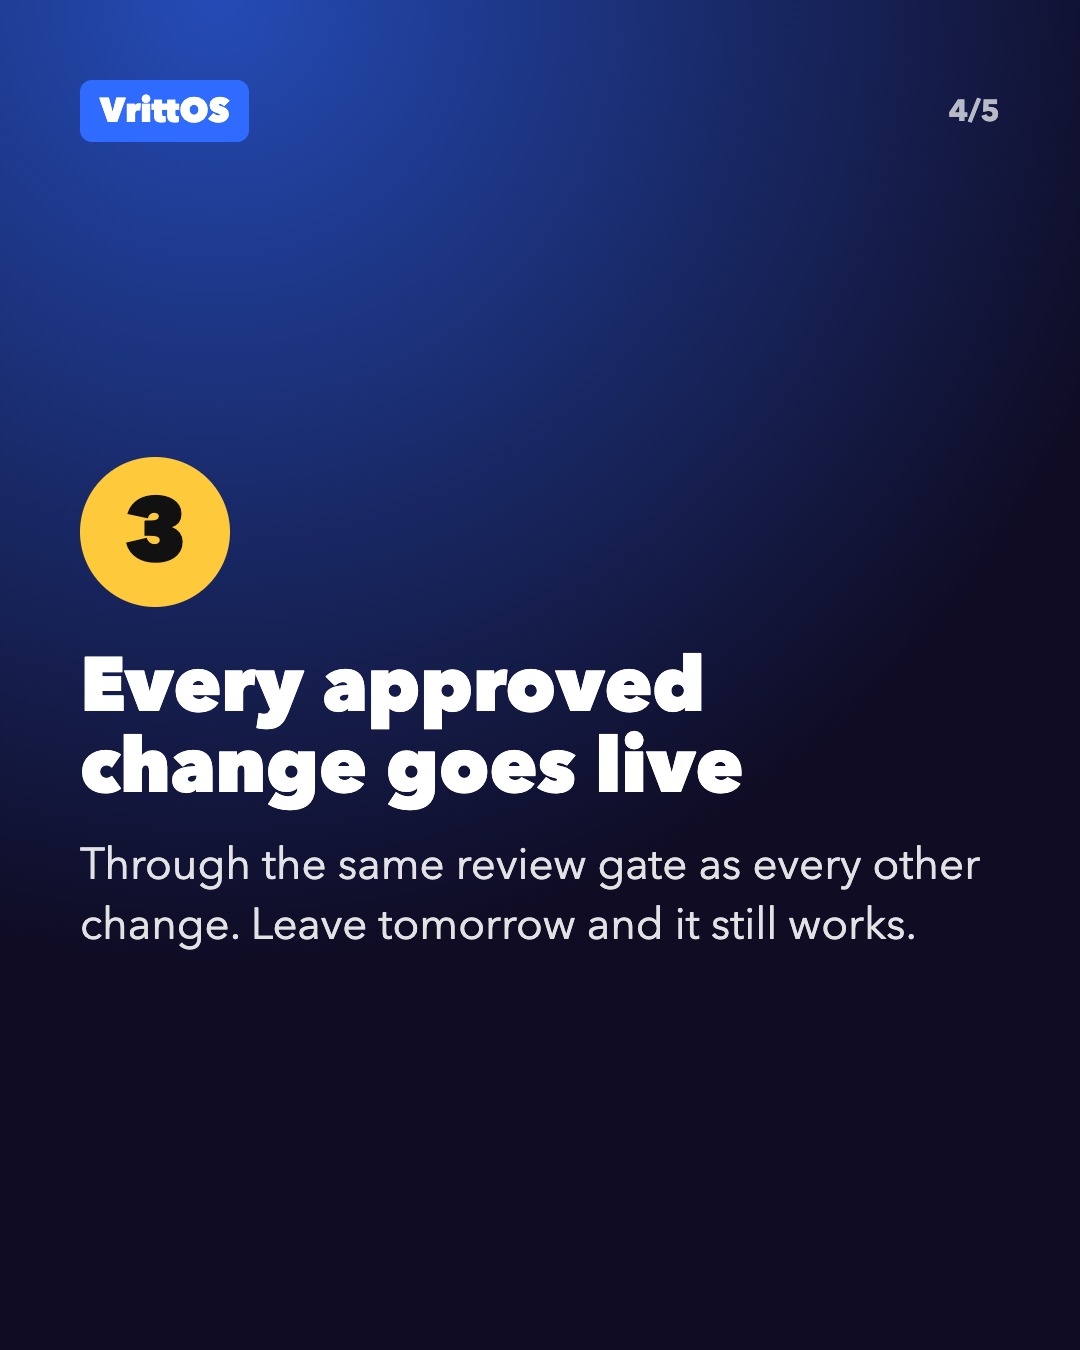 VrittOS
4/5
3
Every approved
change goes live
Through the same review gate as every other
change. Leave tomorrow and it still works.